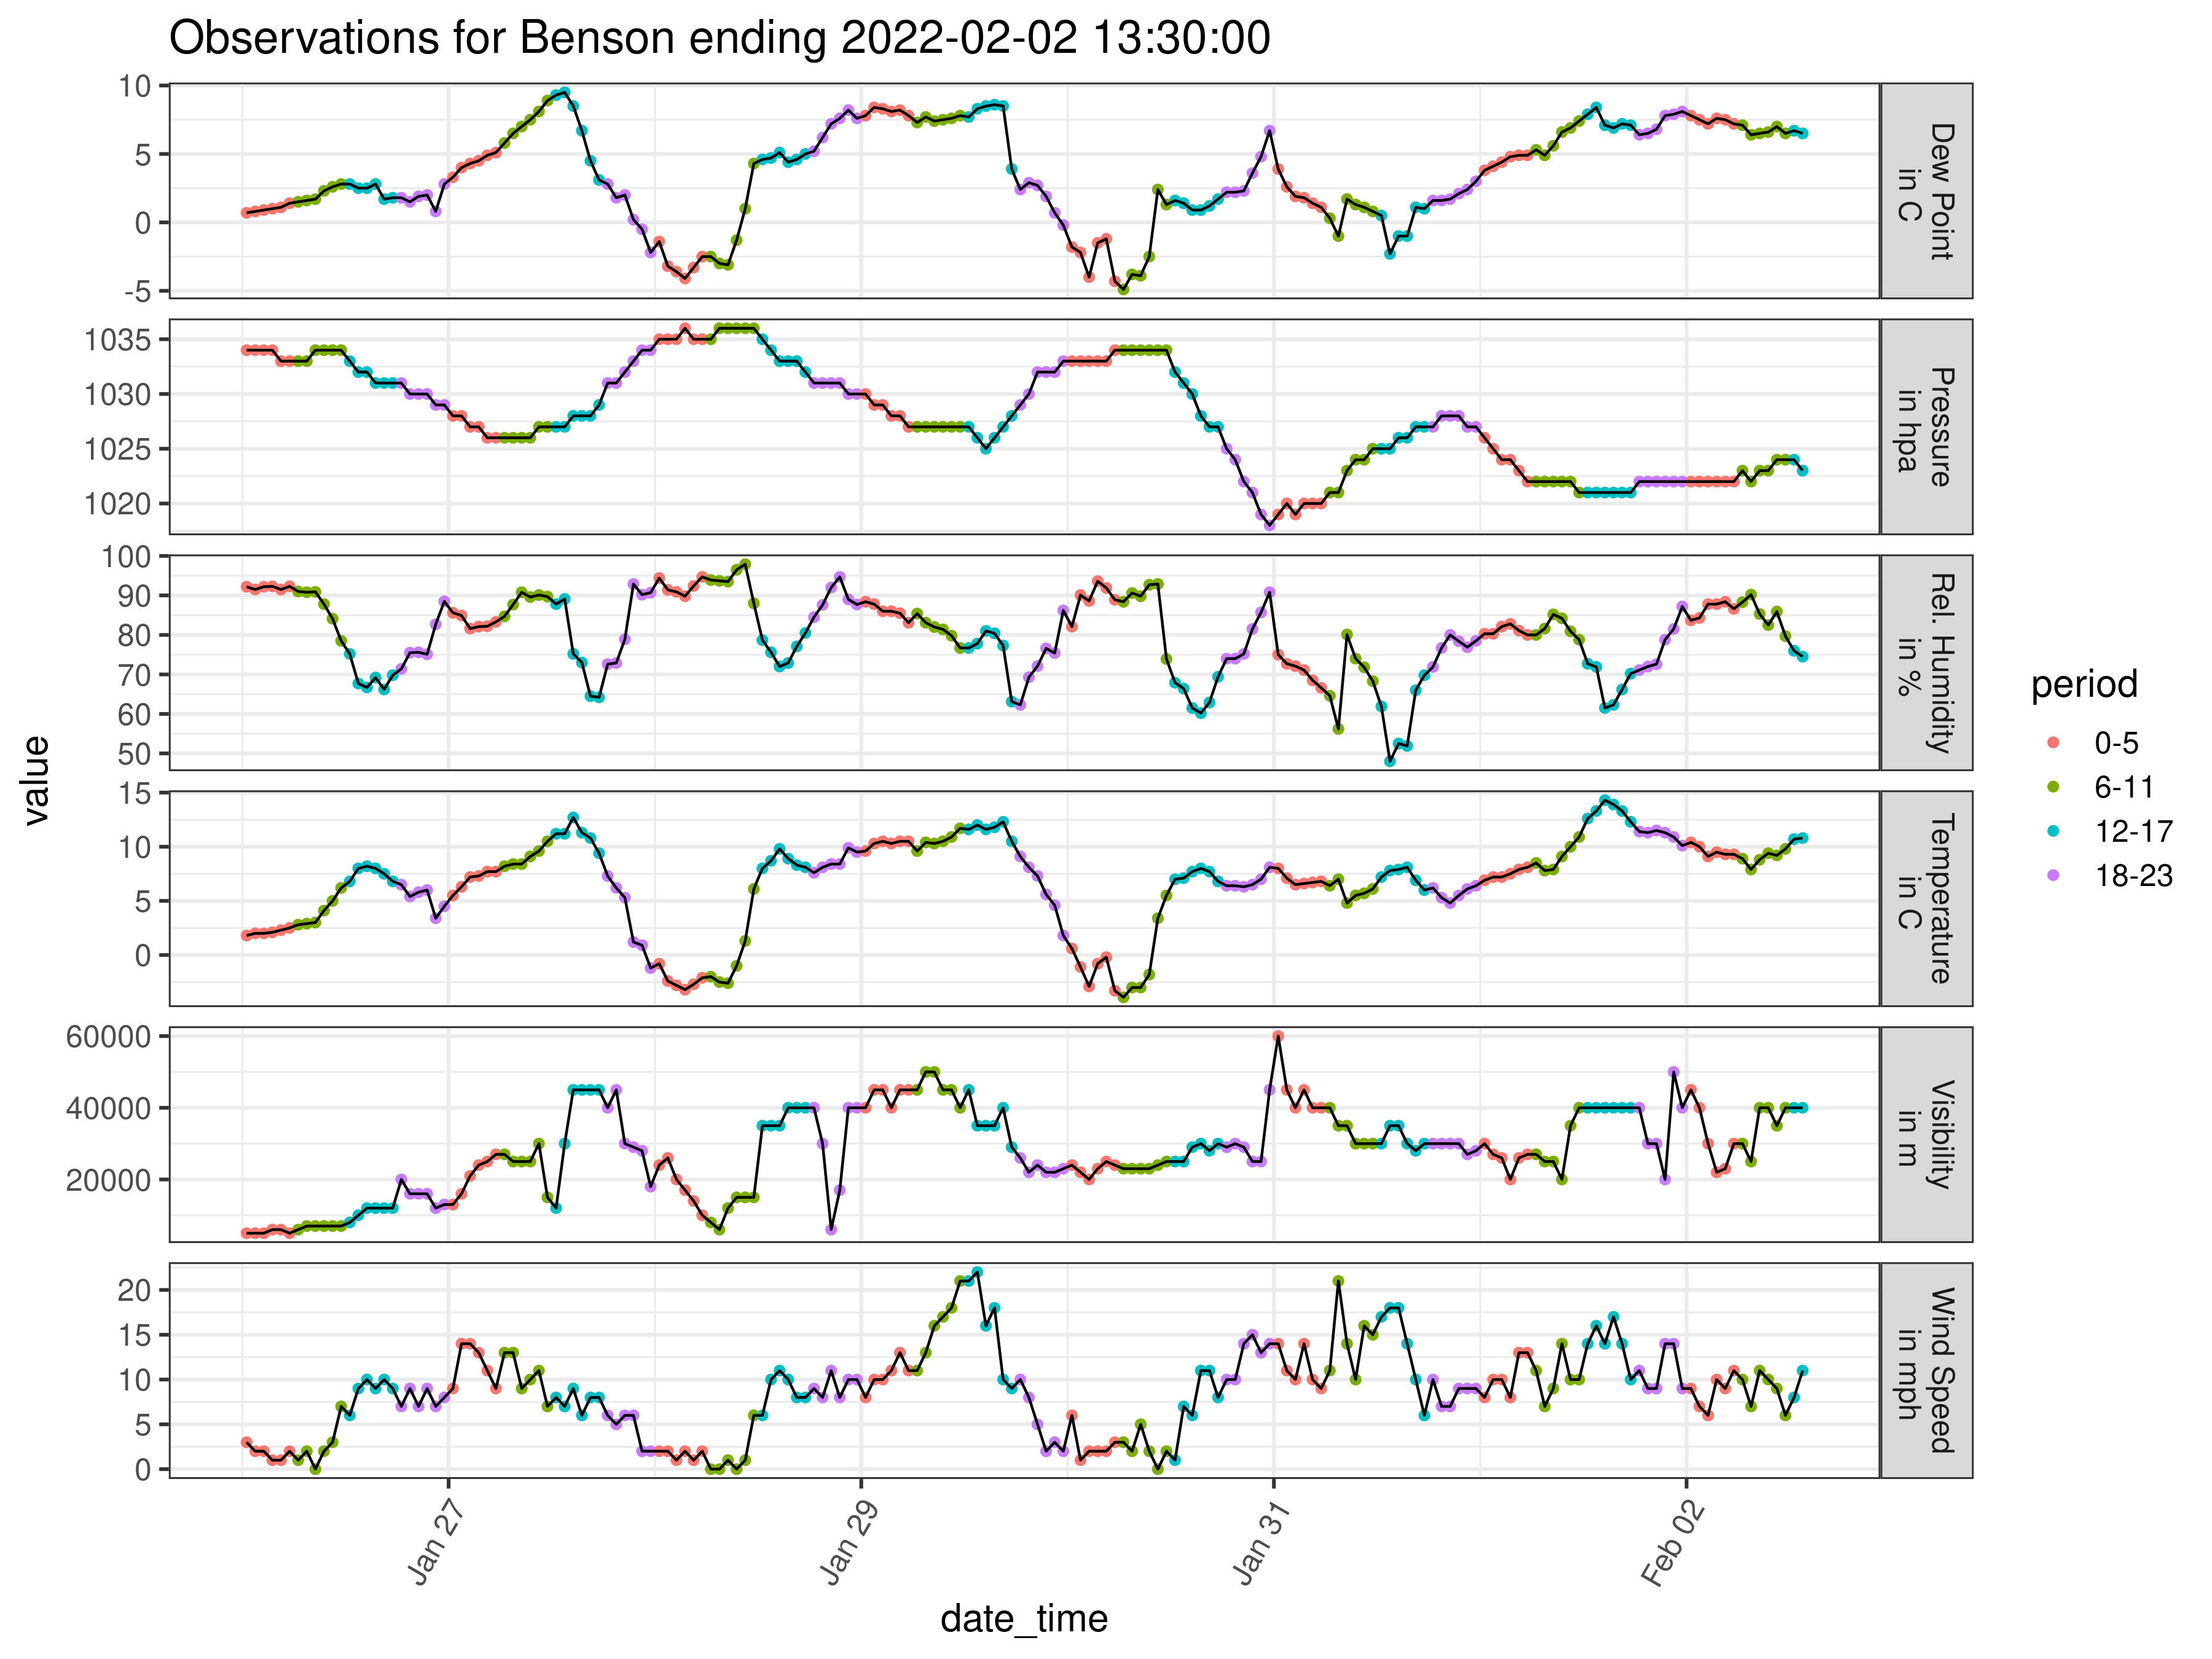 Observations for Benson ending 2022-02-02 13:30:00
value
10
5
0
-5
Dew Point
in C
1035
1030
1025
1020
Pressure
in hpa
100
90
80
70
60
50
Rel. Humidity
in %
15
10
5
0
Temperature
in C
60000
40000
20000
Visibility
in m
20
15
10
5
0
Wind Speed
in mph
Jan 27
Jan 29
Jan 31
Feb 02
date_time
period
0-5
6-11
12-17
18-23